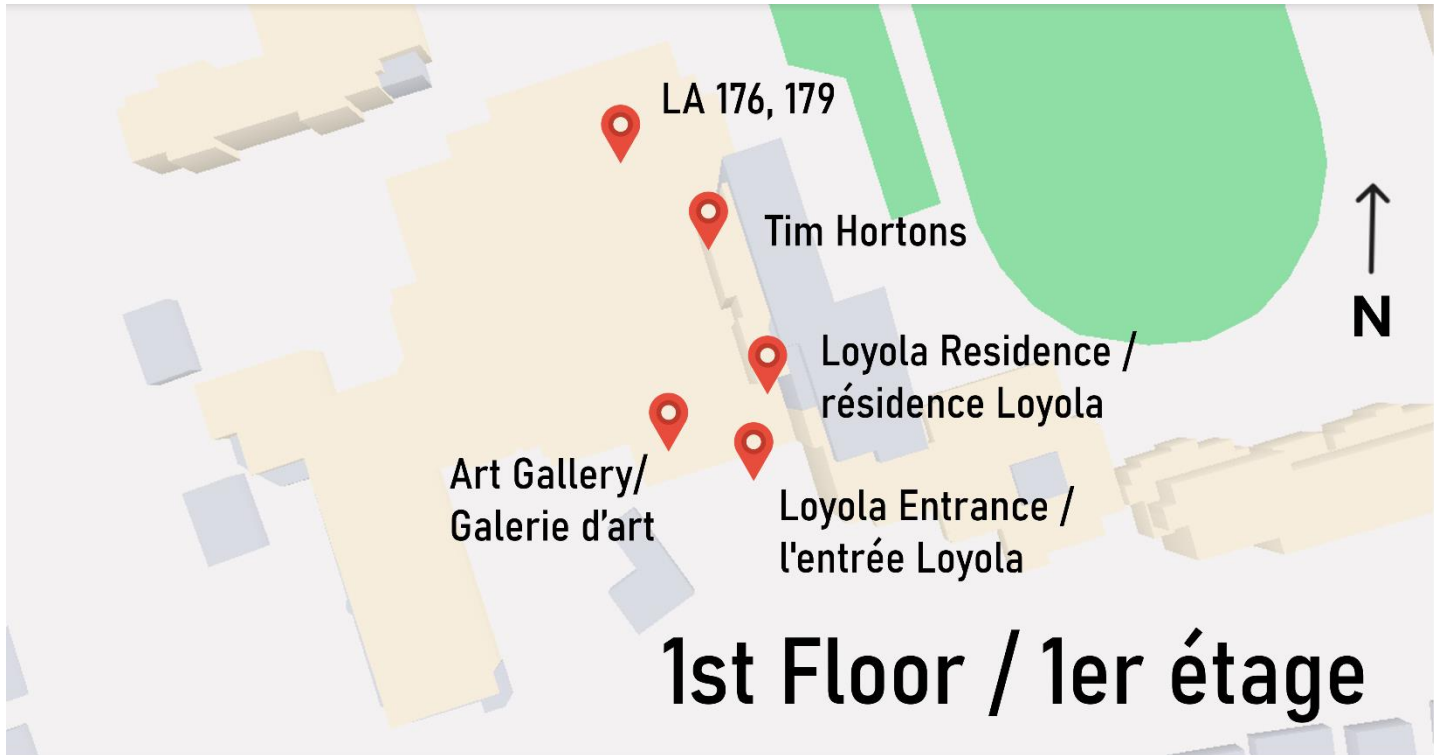 LA 176, 179
Tim Hortons
N
Loyola Residence /
résidence Loyola
Art Gallery/
Galerie d'art
Loyola Entrance /
l'entrée Loyola
1st Floor / 1er étage